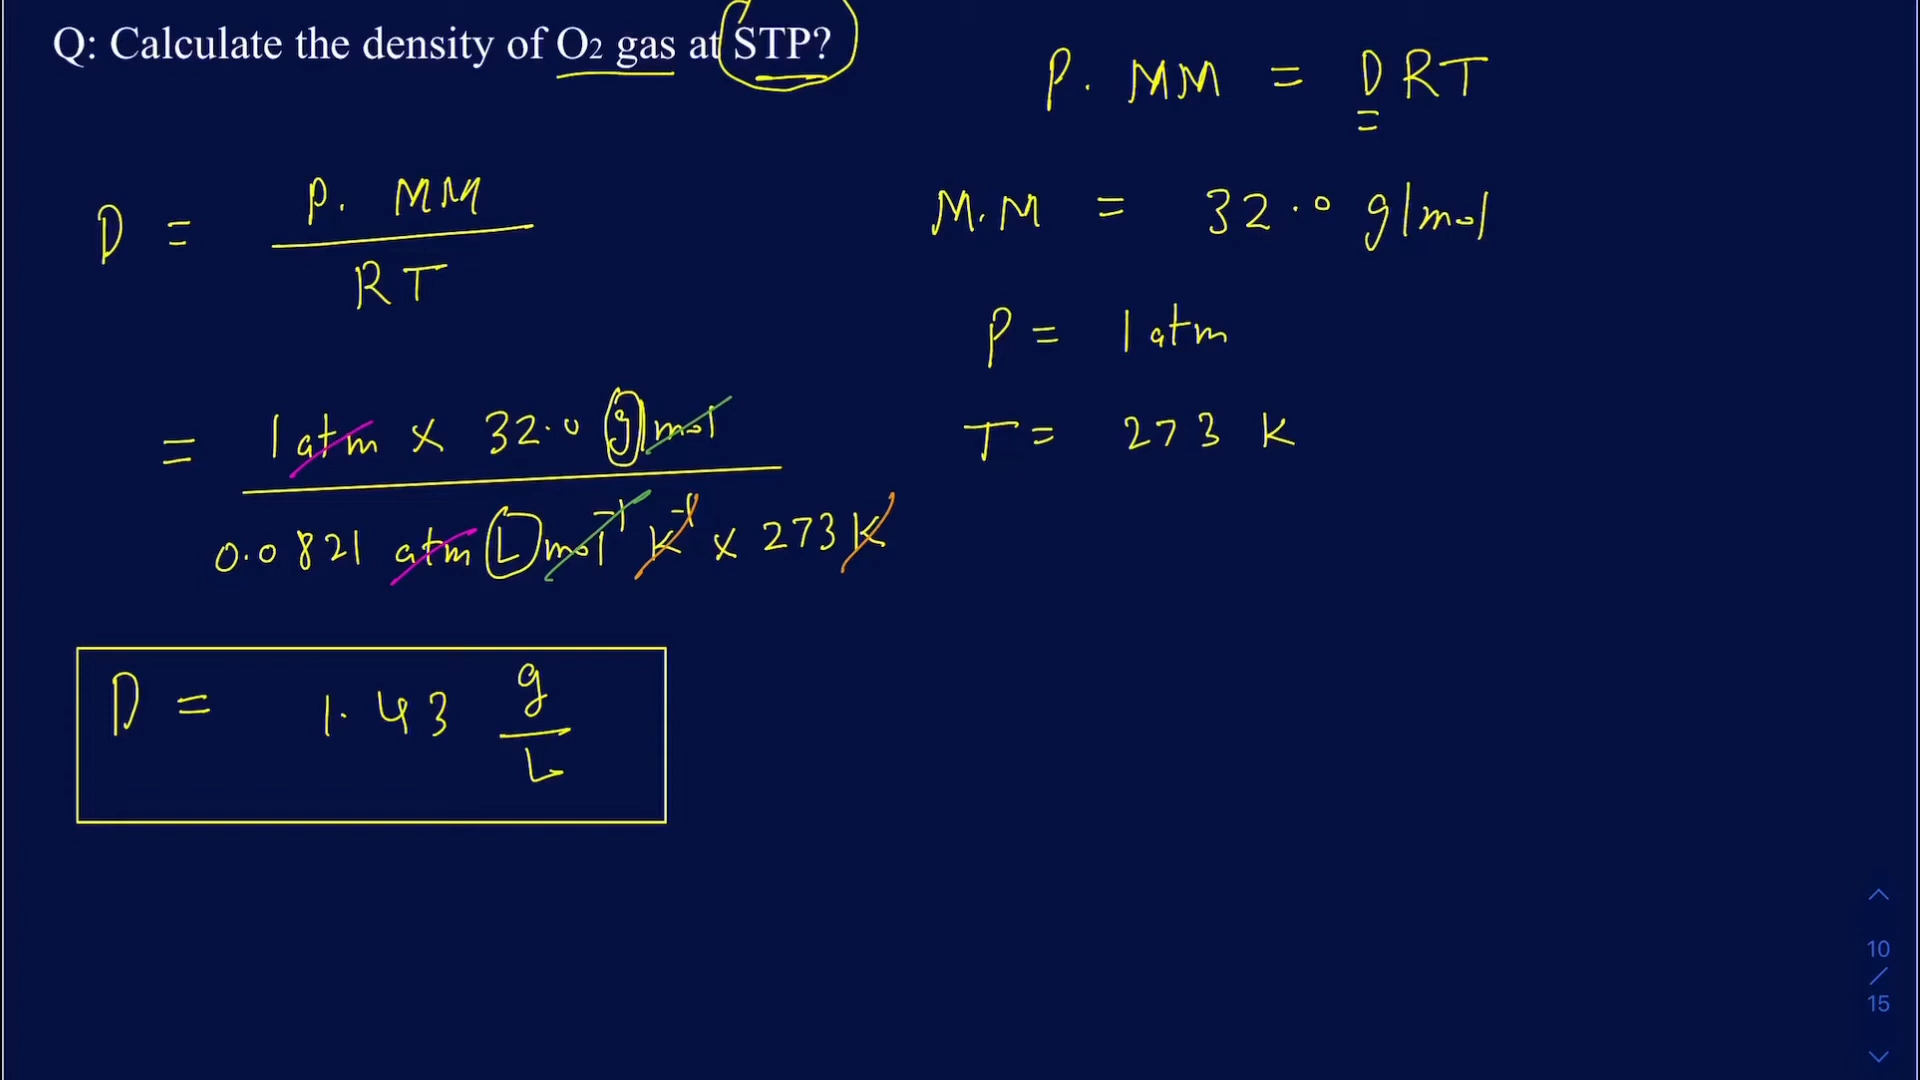 Q: Calculate the density of O2 gas at STP?
P. MM = DRT
D = P. MM
RT
M.M = 32.0 g/mol
P = 1 atm
T = 273 K
= 1 atm x 32.0 g/mol
0.0821 atm L mol⁻¹ K⁻¹ x 273 K
D = 1.43 g
L
10
/
15